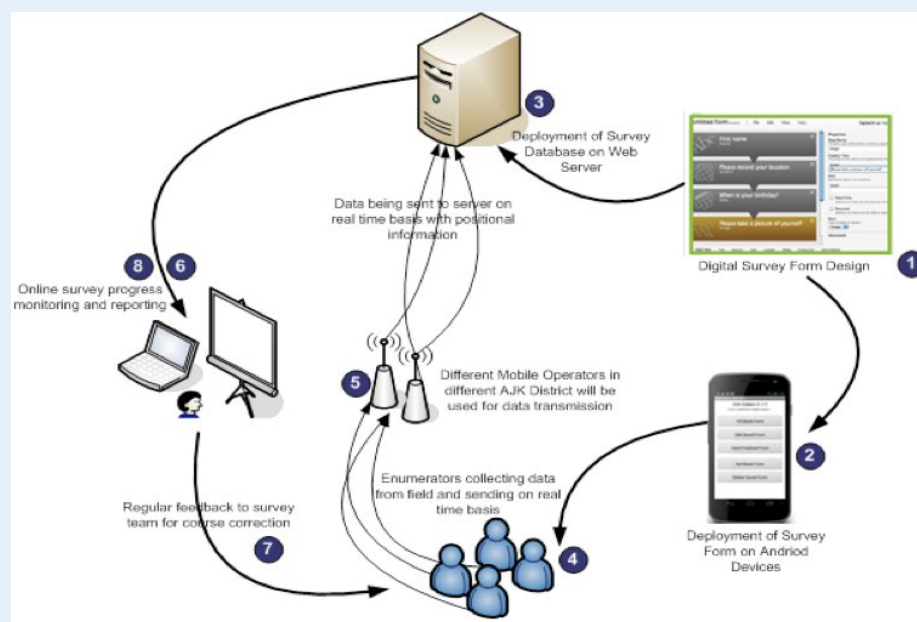 3
Deployment of Survey
Database on Web
Server
First name
Please record your location
When is your birthday?
Please take a picture of yourself
Properties
Digital Survey Form Design
1
Data being sent to server on
real time basis with positional
information
8
6
Online survey progress
monitoring and reporting
5
Different Mobile Operators in
different AJK District will be
used for data transmission
2
Deployment of Survey
Form on Andriod
Devices
Enumerators collecting data
from field and sending on real
time basis
4
Regular feedback to survey
team for course correction
7